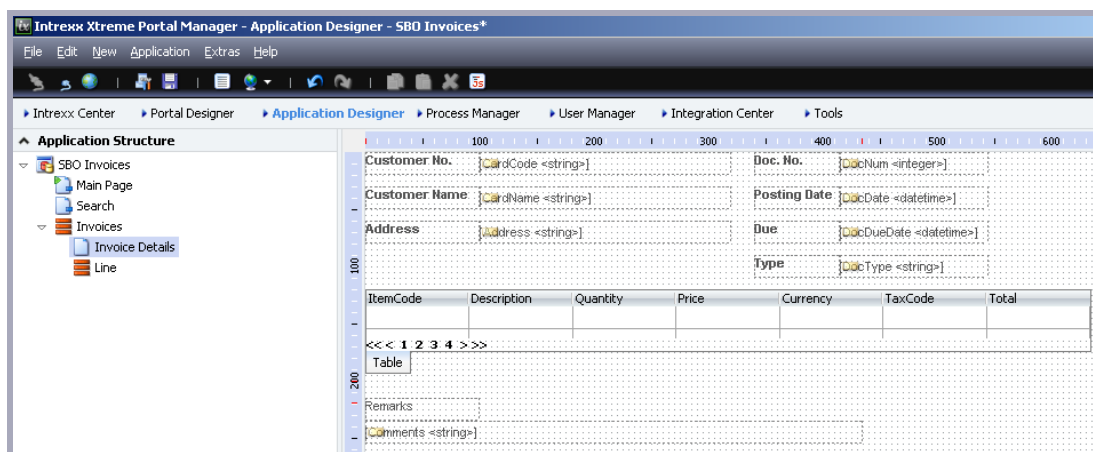 Intrexx Xtreme Portal Manager - Application Designer - SBO Invoices*
File Edit New Application Extras Help
Intrexx Center Portal Designer Application Designer Process Manager User Manager Integration Center Tools
Application Structure
SBO Invoices
Main Page
Search
Invoices
Invoice Details
Line
100 200 300 400 500 600
Customer No. [CardCode <string>] Doc. No. [DocNum <integer>]
Customer Name [CardName <string>] Posting Date [DocDate <datetime>]
Address [Address <string>] Due [DocDueDate <datetime>]
100
Type [DocType <string>]
ItemCode Description Quantity Price Currency TaxCode Total
<< < 1 2 3 4 > >>
Table
200
Remarks
[Comments <string>]